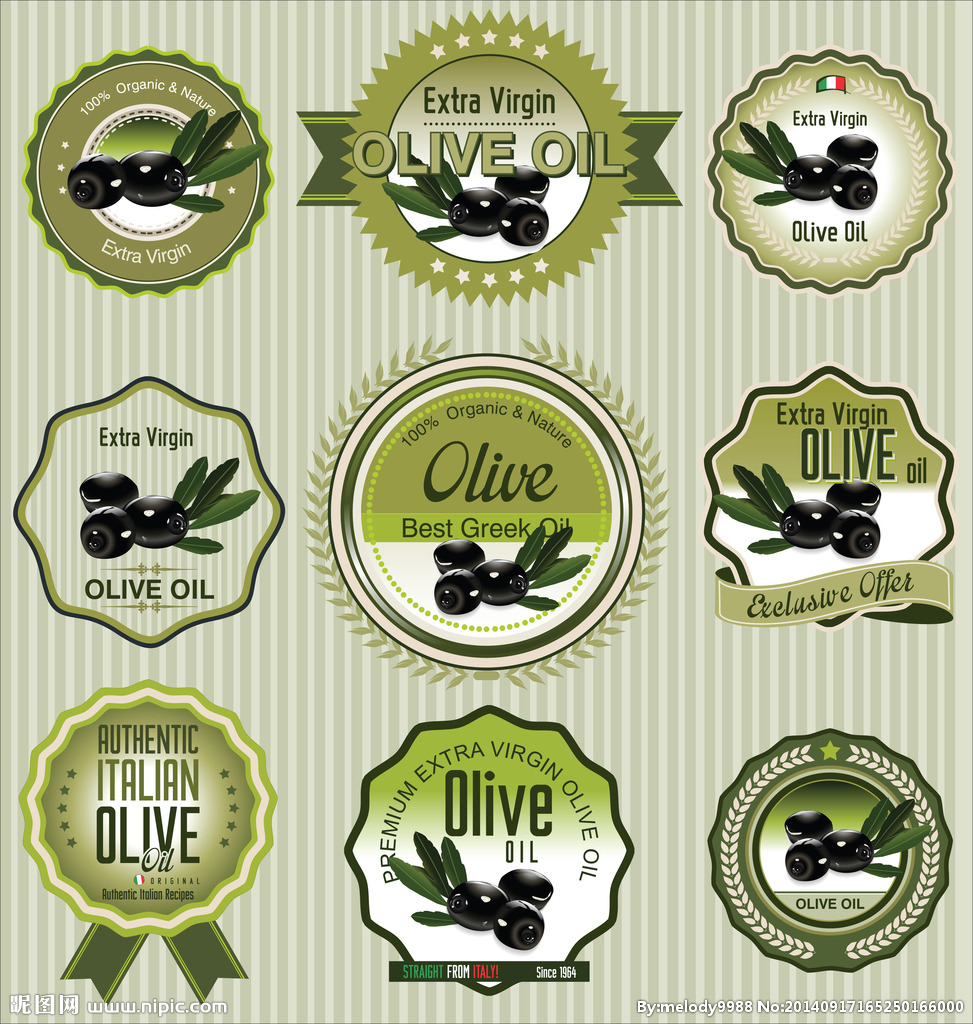 100% Organic & Nature
Extra Virgin
Extra Virgin
OLIVE OIL
Extra Virgin
Olive Oil
Extra Virgin
OLIVE OIL
100% Organic & Nature
Olive
Best Greek Oil
Extra Virgin
OLIVE oil
Exclusive Offer
AUTHENTIC
ITALIAN
OLIVE
Oil
ORIGINAL
Authentic Italian Recipes
PREMIUM EXTRA VIRGIN OLIVE OIL
Olive
OIL
STRAIGHT FROM ITALY!
Since 1964
OLIVE OIL
昵图网 www.nipic.com
By:melody9988 No:20140917165250166000